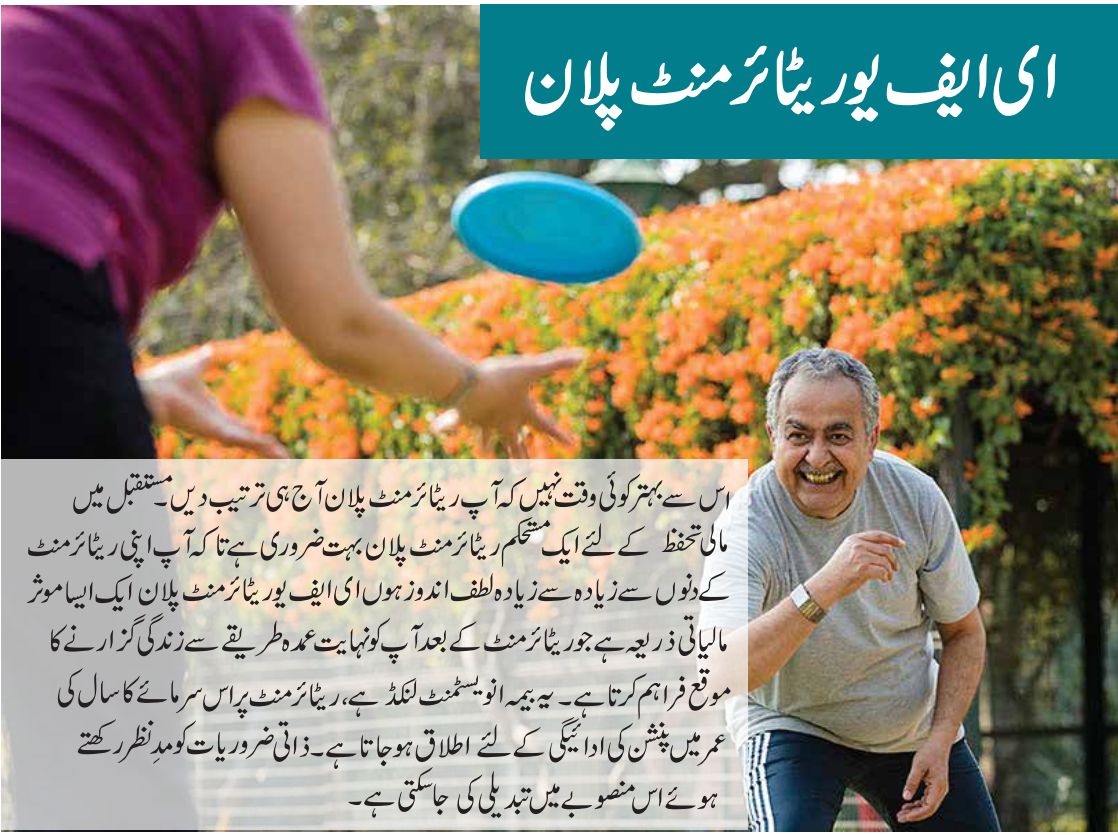 ای ایف یو ریٹائرمنٹ پلان
اس سے بہتر کوئی وقت نہیں کہ آپ ریٹائرمنٹ پلان آج ہی ترتیب دیں۔ مستقبل میں
مالی تحفظ کے لئے ایک مستحکم ریٹائرمنٹ پلان بہت ضروری ہے تاکہ آپ اپنی ریٹائرمنٹ
کے دنوں سے زیادہ سے زیادہ لطف اندوز ہوں ای ایف یو ریٹائرمنٹ پلان ایک ایسا موثر
مالیاتی ذریعہ ہے جو ریٹائرمنٹ کے بعد آپ کو نہایت عمدہ طریقے سے زندگی گزارنے کا
موقع فراہم کرتا ہے۔ یہ بیمہ انویسٹمنٹ لنکڈ ہے، ریٹائرمنٹ پر اس سرمائے کا سال کی
عمر میں پنشن کی ادائیگی کے لئے اطلاق ہو جاتا ہے۔ ذاتی ضروریات کو مدِنظر رکھتے
ہوئے اس منصوبے میں تبدیلی کی جاسکتی ہے۔